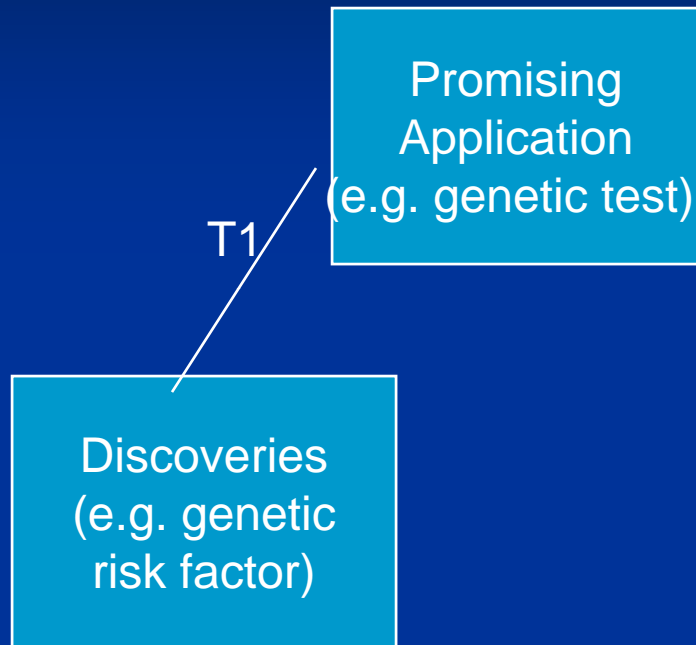 Promising
Application
(e.g. genetic test)
T1
Discoveries
(e.g. genetic
risk factor)